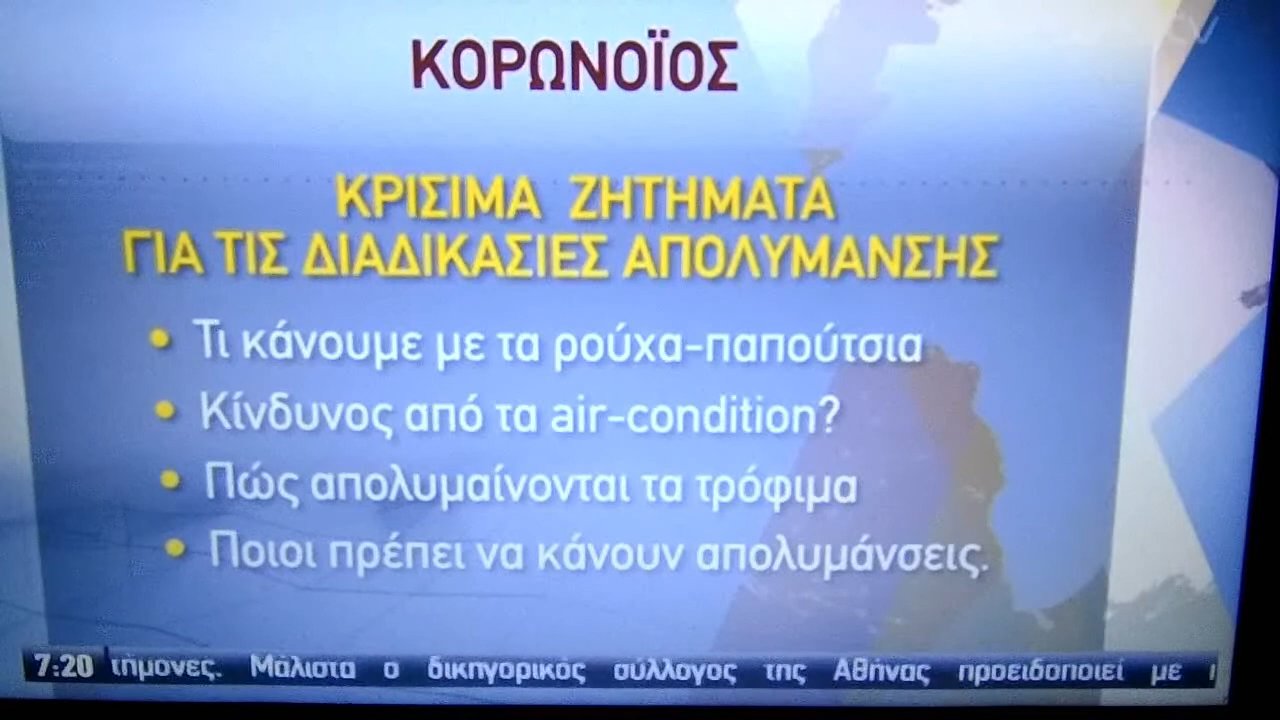 ΚΟΡΩΝΟΪΟΣ
ΚΡΙΣΙΜΑ ΖΗΤΗΜΑΤΑ
ΓΙΑ ΤΙΣ ΔΙΑΔΙΚΑΣΙΕΣ ΑΠΟΛΥΜΑΝΣΗΣ
• Τι κάνουμε με τα ρούχα-παπούτσια
• Κίνδυνος από τα air-condition?
• Πώς απολυμαίνονται τα τρόφιμα
• Ποιοι πρέπει να κάνουν απολυμάνσεις.
7:20 τήμονες. Μάλιστα ο δικηγορικός σύλλογος της Αθήνας προειδοποιεί με